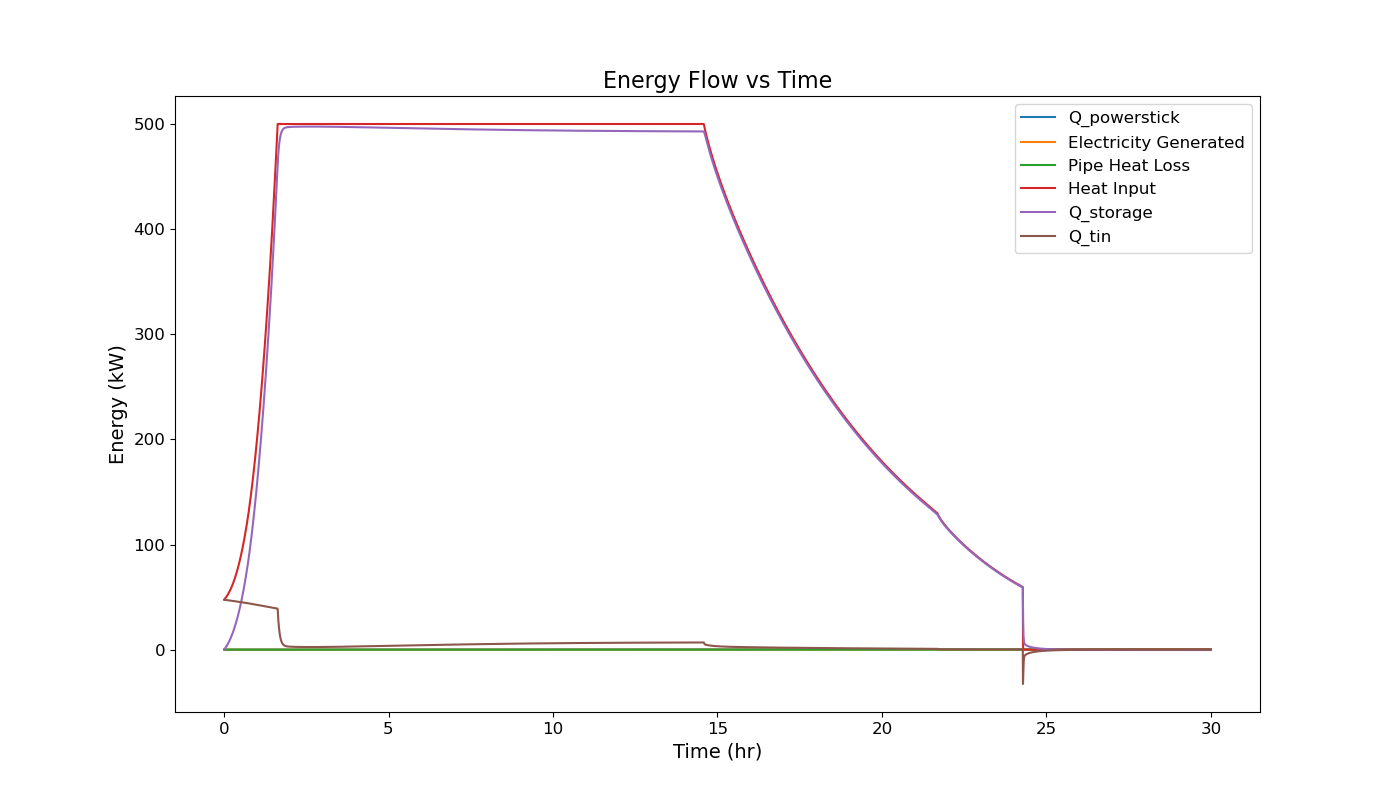 Energy Flow vs Time
Q_powerstick
Electricity Generated
Pipe Heat Loss
Heat Input
Q_storage
Q_tin
Energy (kW)
500
400
300
200
100
0
0 5 10 15 20 25 30
Time (hr)